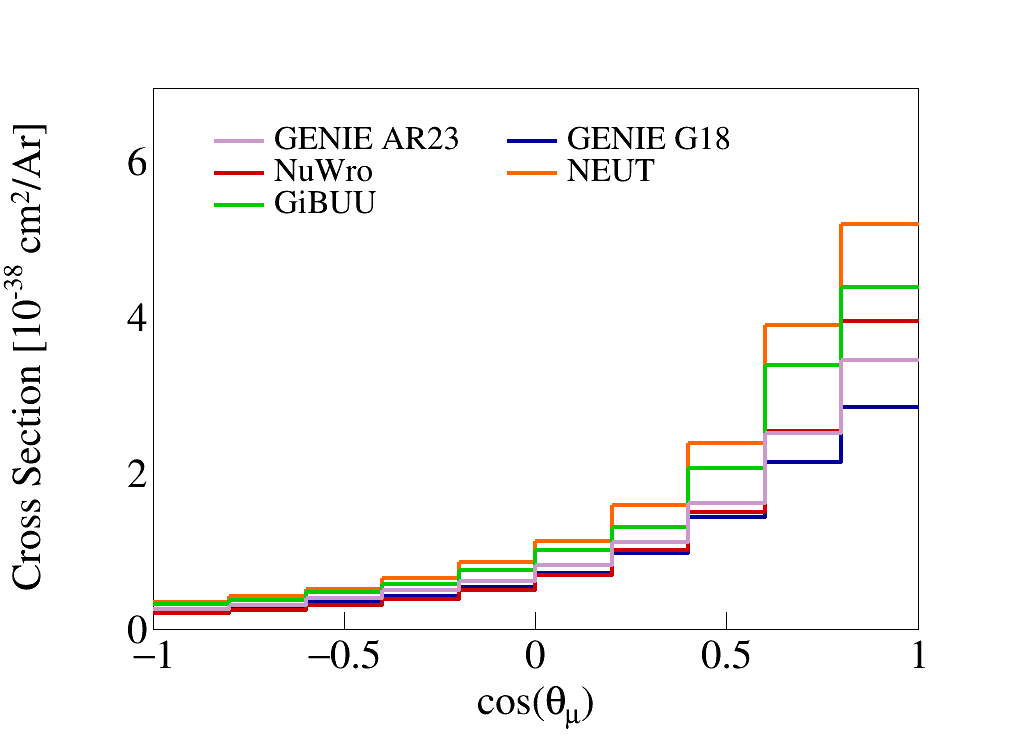 GENIE AR23 GENIE G18
NuWro NEUT
GiBUU
Cross Section [10⁻³⁸ cm²/Ar]
6
4
2
0
−1 −0.5 0 0.5 1
cos(θμ)